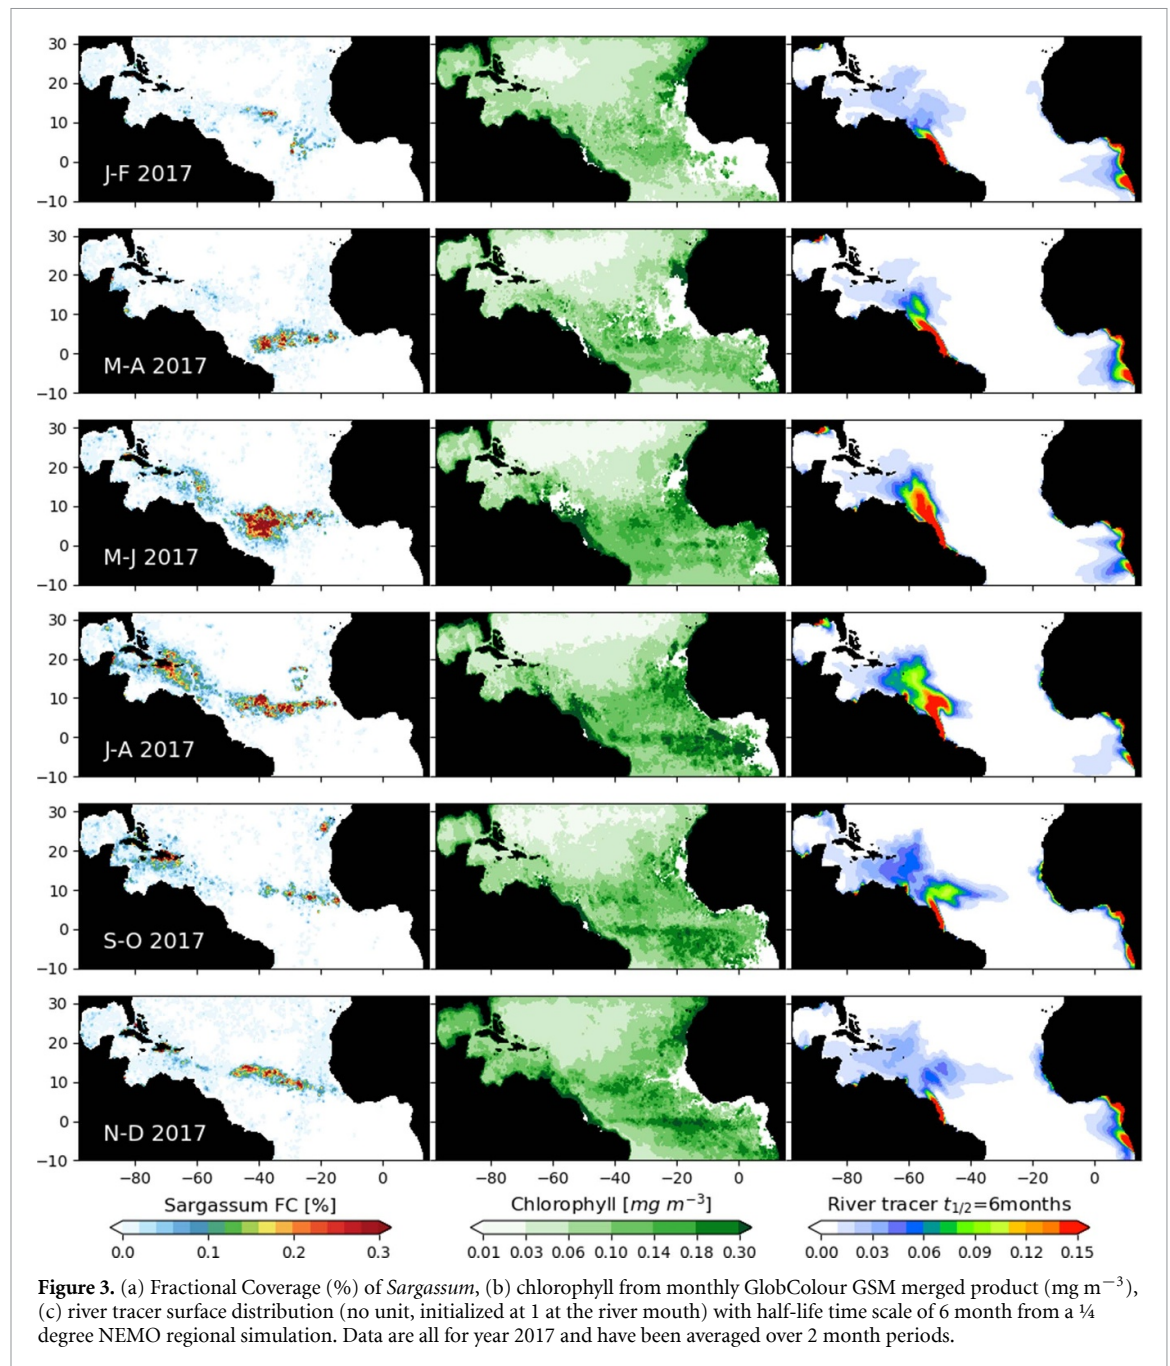 30
20
10
0
−10
J-F 2017
30
20
10
0
−10
M-A 2017
30
20
10
0
−10
M-J 2017
30
20
10
0
−10
J-A 2017
30
20
10
0
−10
S-O 2017
30
20
10
0
−10
N-D 2017
−80 −60 −40 −20 0 −80 −60 −40 −20 0 −80 −60 −40 −20 0
Sargassum FC [%] Chlorophyll [mg m⁻³] River tracer t₁/₂=6months
0.0 0.1 0.2 0.3 0.01 0.03 0.06 0.10 0.14 0.18 0.30 0.00 0.03 0.06 0.09 0.12 0.15
Figure 3. (a) Fractional Coverage (%) of Sargassum, (b) chlorophyll from monthly GlobColour GSM merged product (mg m⁻³),
(c) river tracer surface distribution (no unit, initialized at 1 at the river mouth) with half-life time scale of 6 month from a ¼
degree NEMO regional simulation. Data are all for year 2017 and have been averaged over 2 month periods.